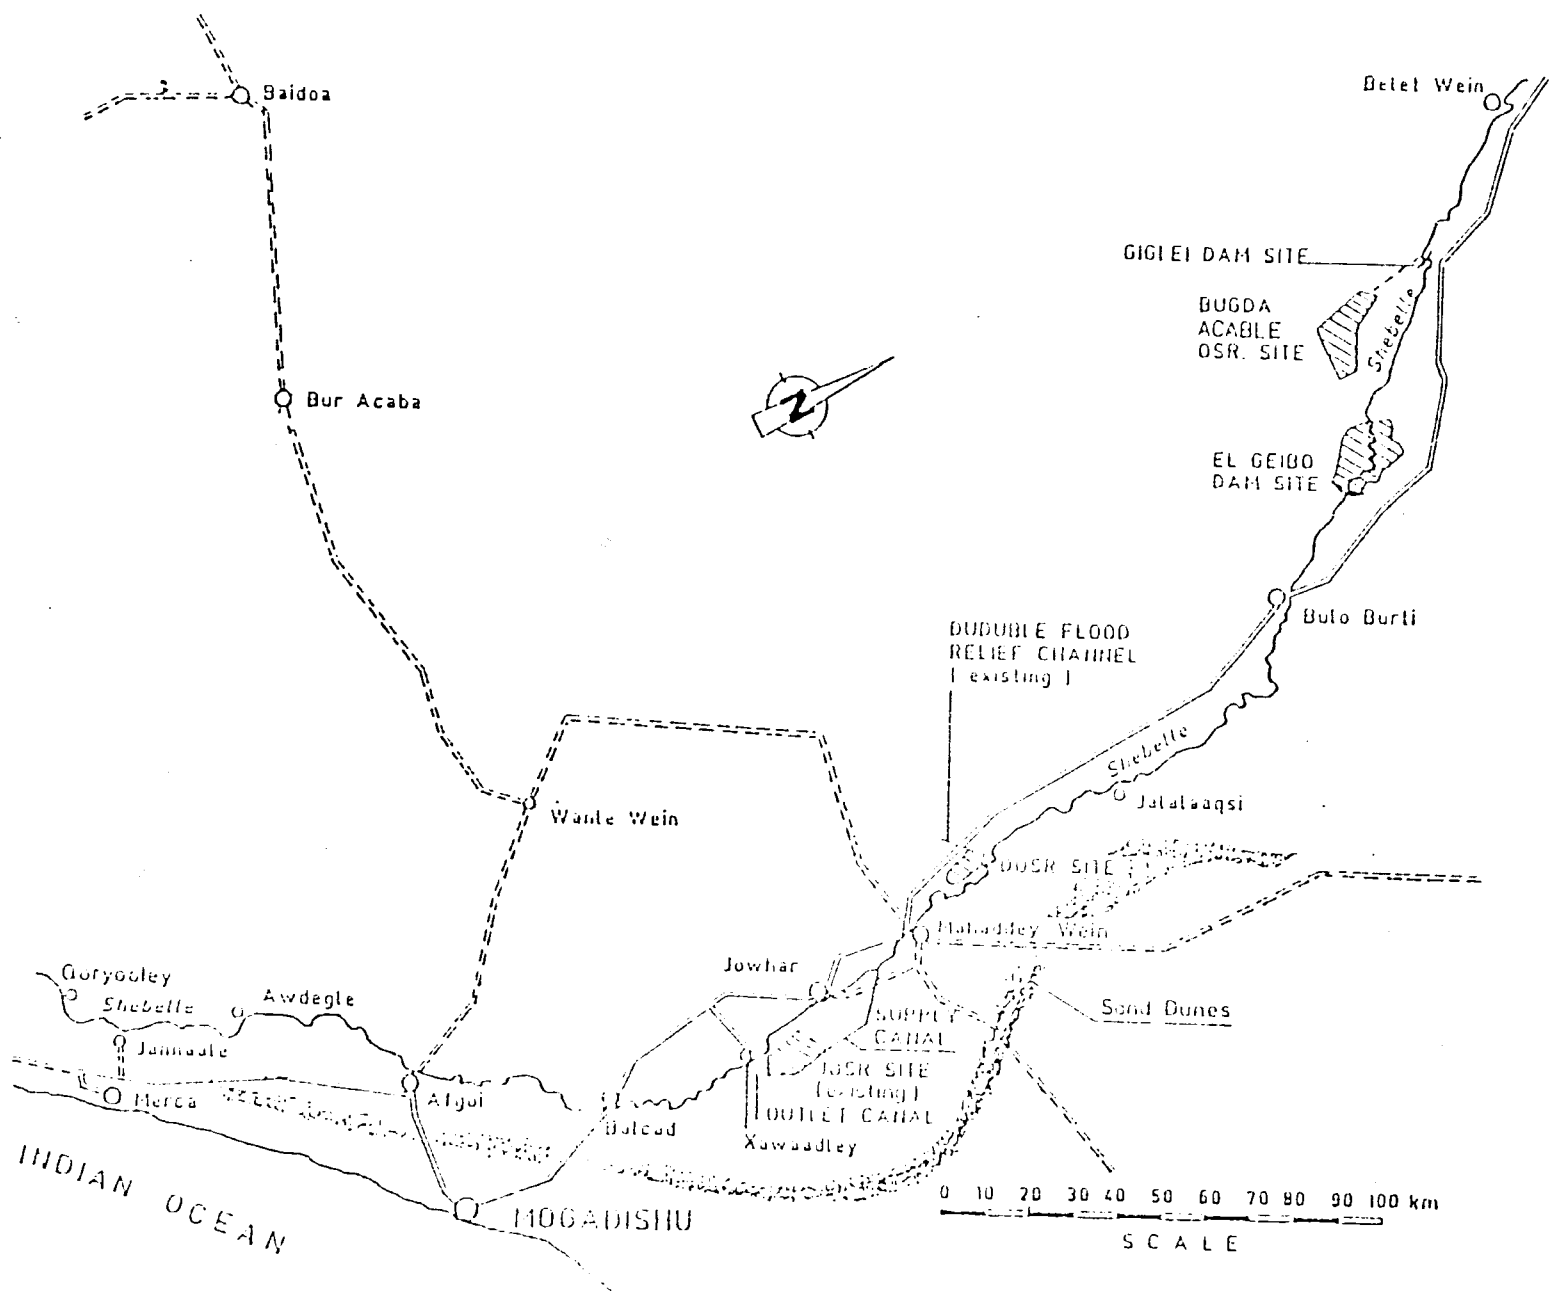 Baidoa
Belet Wein
GIGLEI DAM SITE
BUGDA
ACABLE
OSR. SITE
Shebelle
Bur Acaba
N
EL GEIBO
DAM SITE
Bulo Burti
DUDUBLE FLOOD
RELIEF CHANNEL
( existing )
Shebelle
Jalalaaqsi
Wanle Wein
DOSR SITE
Mahaddey Wein
Jowhar
Qoryooley
Shebelle
Awdegle
Sand Dunes
SUPPLY
CANAL
Jannaale
JOSR SITE
(existing)
Merca
Afgoi
OUTLET CANAL
Balcad
Xawaadley
INDIAN OCEAN
MOGADISHU
0 10 20 30 40 50 60 70 80 90 100 km
SCALE